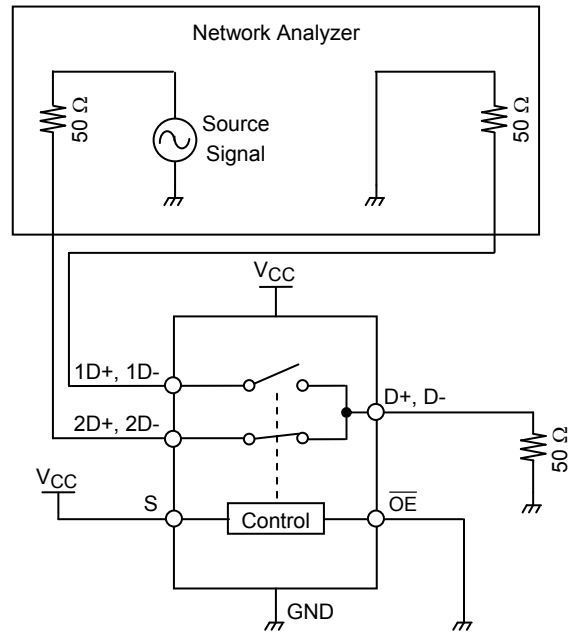 Network Analyzer
50 Ω
Source
Signal
50 Ω
VCC
1D+, 1D-
D+, D-
2D+, 2D-
50 Ω
VCC
S
Control
OE
GND